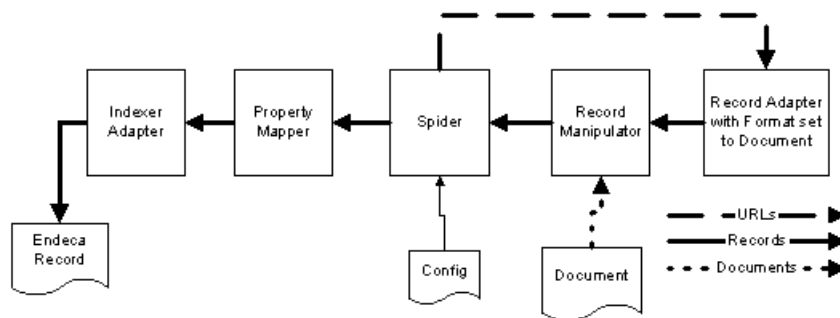 Indexer
Adapter
Property
Mapper
Spider
Record
Manipulator
Record Adapter
with Format set
to Document
Endeca
Record
Config
Document
URLs
Records
Documents